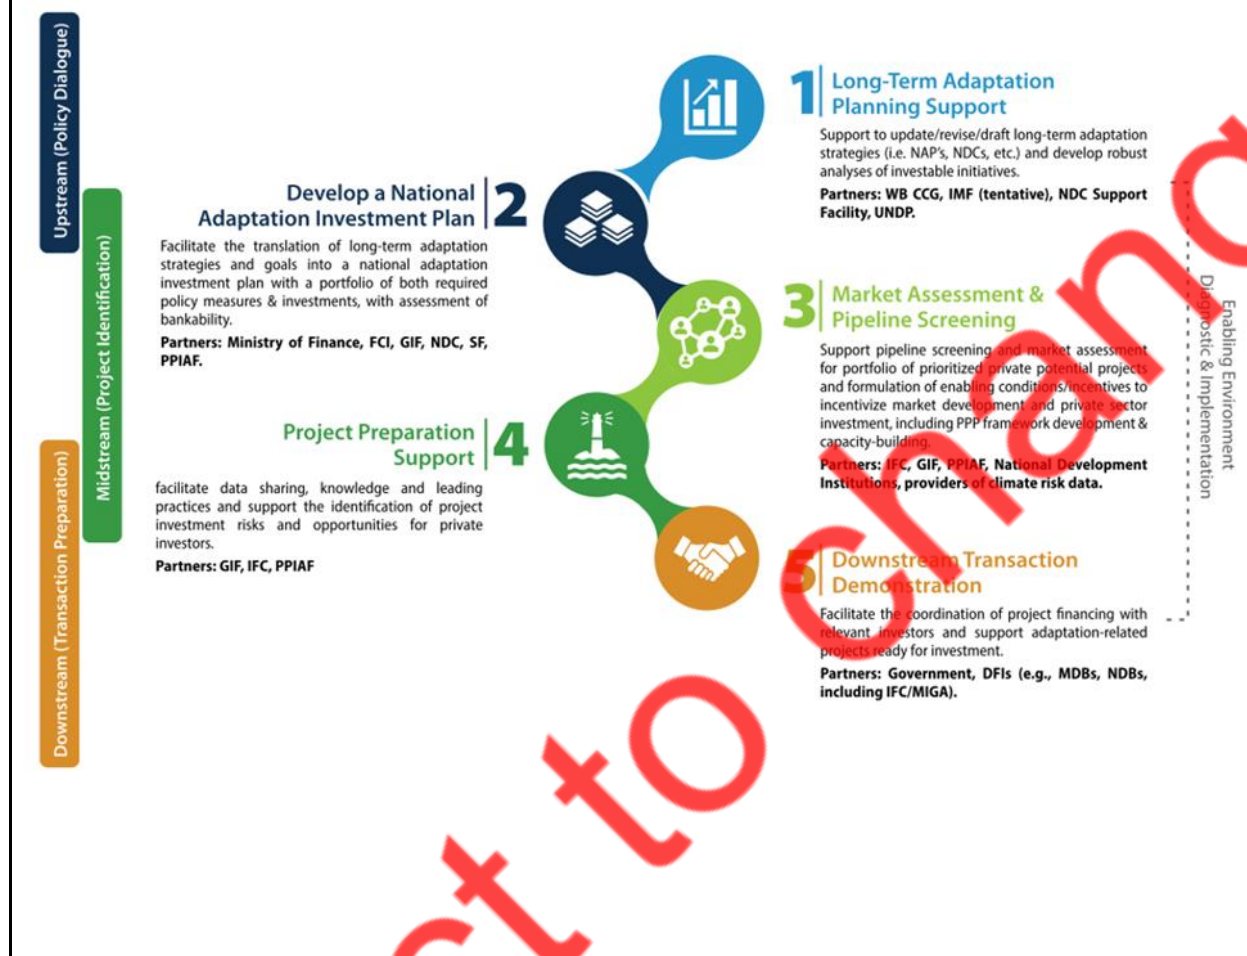 Upstream (Policy Dialogue)
Midstream (Project Identification)
Downstream (Transaction Preparation)
1
Long-Term Adaptation
Planning Support
Support to update/revise/draft long-term adaptation
strategies (i.e. NAP's, NDCs, etc.) and develop robust
analyses of investable initiatives.
Partners: WB CCG, IMF (tentative), NDC Support
Facility, UNDP.
Develop a National
Adaptation Investment Plan
2
Facilitate the translation of long-term adaptation
strategies and goals into a national adaptation
investment plan with a portfolio of both required
policy measures & investments, with assessment of
bankability.
Partners: Ministry of Finance, FCI, GIF, NDC, SF,
PPIAF.
3
Market Assessment &
Pipeline Screening
Support pipeline screening and market assessment
for portfolio of prioritized private potential projects
and formulation of enabling conditions/incentives to
incentivize market development and private sector
investment, including PPP framework development &
capacity-building.
Partners: IFC, GIF, PPIAF, National Development
Institutions, providers of climate risk data.
Project Preparation
Support
4
facilitate data sharing, knowledge and leading
practices and support the identification of project
investment risks and opportunities for private
investors.
Partners: GIF, IFC, PPIAF
5
Downstream Transaction
Demonstration
Facilitate the coordination of project financing with
relevant investors and support adaptation-related
projects ready for investment.
Partners: Government, DFIs (e.g., MDBs, NDBs,
including IFC/MIGA).
Enabling Environment
Diagnostic & Implementation
ct to chang